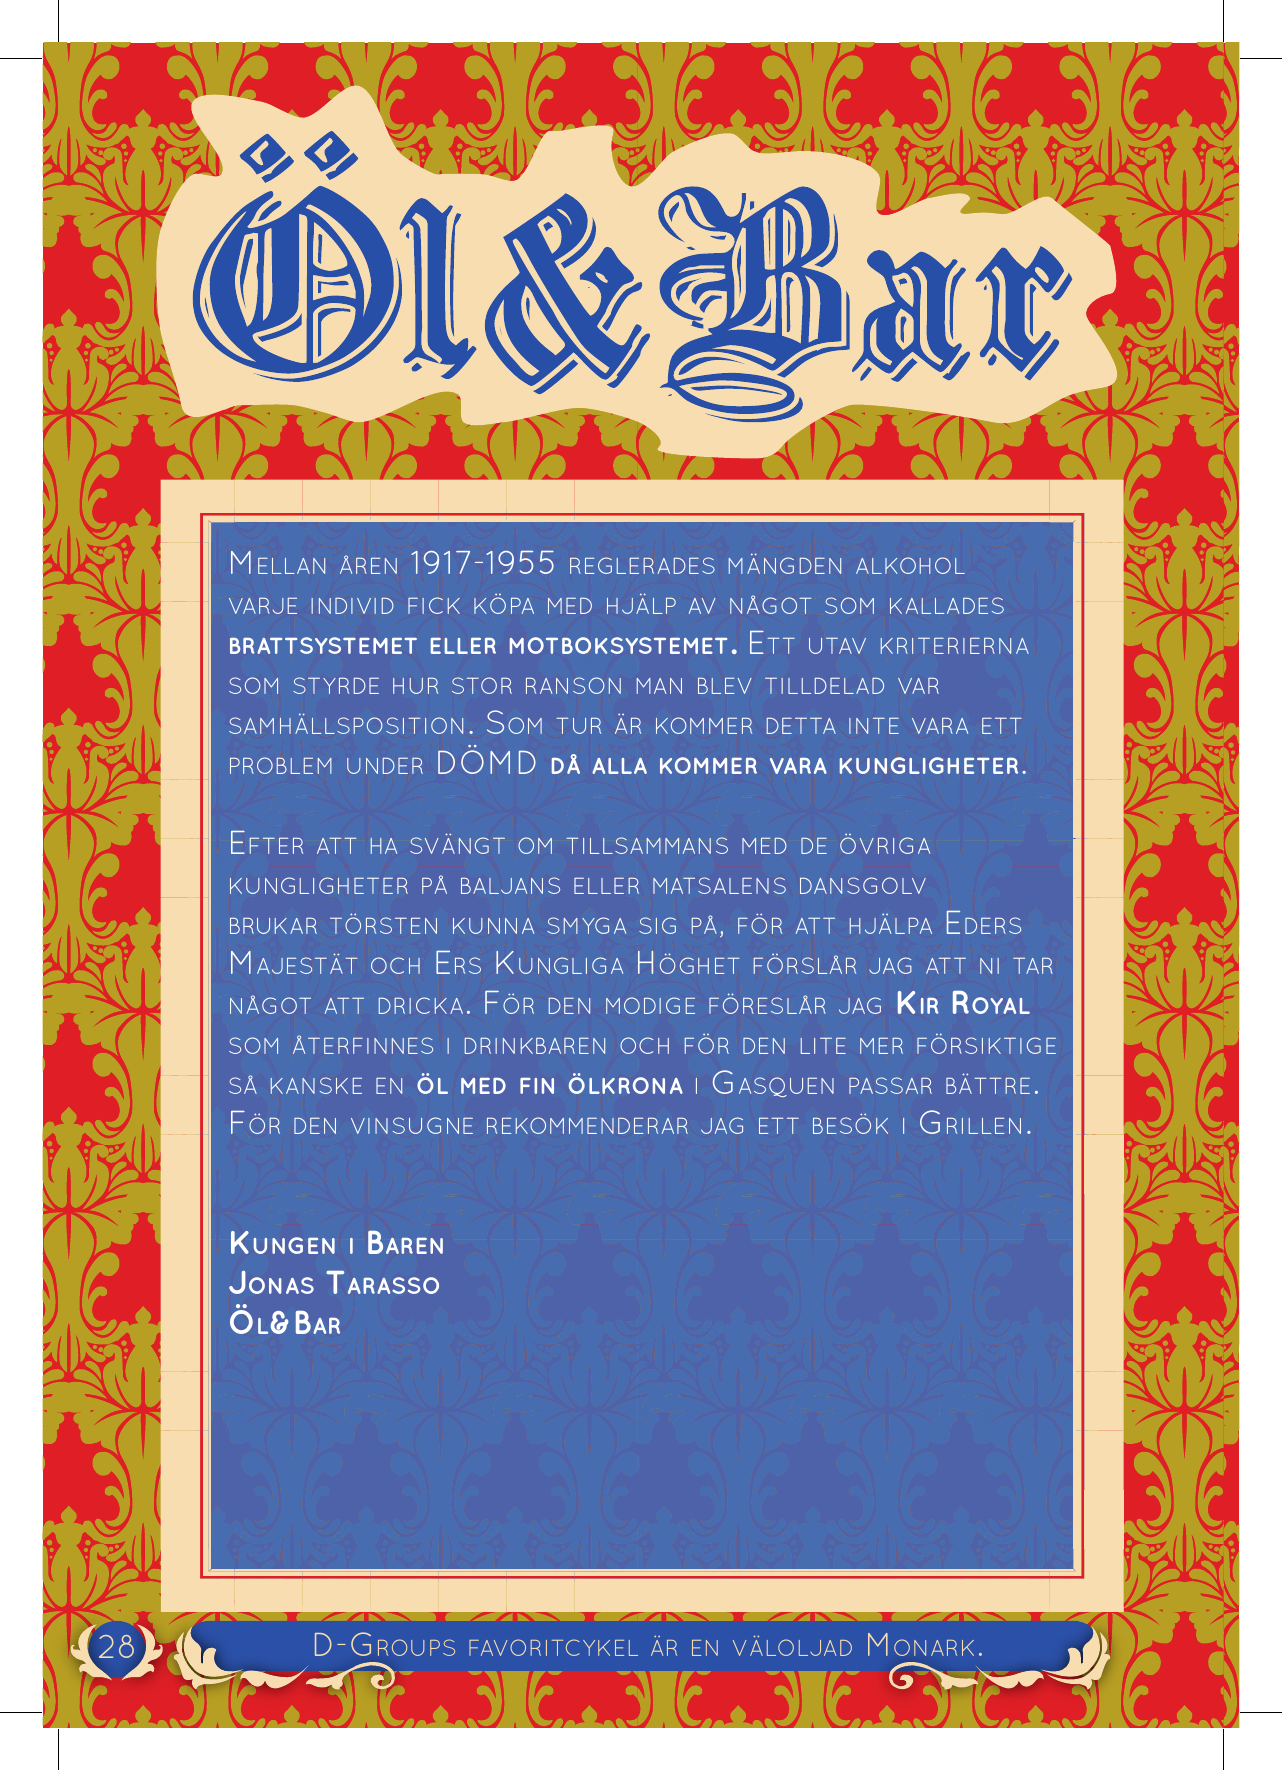 Öl&Bar
Mellan åren 1917-1955 reglerades mängden alkohol
varje individ fick köpa med hjälp av något som kallades
brattsystemet eller motboksystemet. Ett utav kriterierna
som styrde hur stor ranson man blev tilldelad var
samhällsposition. Som tur är kommer detta inte vara ett
problem under DÖMD då alla kommer vara kungligheter.
Efter att ha svängt om tillsammans med de övriga
kungligheter på baljans eller matsalens dansgolv
brukar törsten kunna smyga sig på, för att hjälpa Eders
Majestät och Ers Kungliga Höghet förslår jag att ni tar
något att dricka. För den modige föreslår jag Kir Royal
som återfinnes i drinkbaren och för den lite mer försiktige
så kanske en öl med fin ölkrona i Gasquen passar bättre.
För den vinsugne rekommenderar jag ett besök i Grillen.
Kungen i Baren
Jonas Tarasso
Öl&Bar
28
D-Groups favoritcykel är en väloljad Monark.